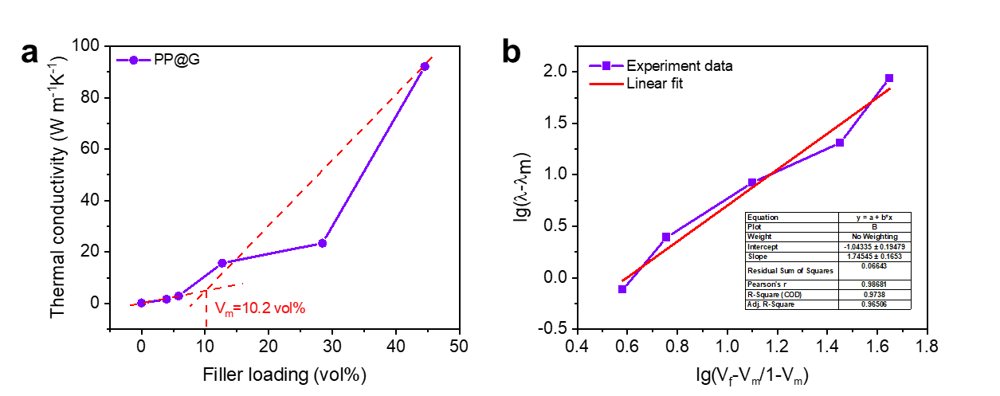 a
PP@G
Thermal conductivity (W m⁻¹K⁻¹)
100
80
60
40
20
0
Vₘ=10.2 vol%
0 10 20 30 40 50
Filler loading (vol%)
b
Experiment data
Linear fit
lg(λ-λm)
2.0
1.5
1.0
0.5
0.0
-0.5
Equation y = a + b*x
Plot B
Weight No Weighting
Intercept -1.04335 ± 0.19479
Slope 1.74545 ± 0.1653
Residual Sum of Squares 0.06643
Pearson's r 0.98681
R-Square (COD) 0.9738
Adj. R-Square 0.96506
0.4 0.6 0.8 1.0 1.2 1.4 1.6 1.8
lg(V_f-Vₘ/1-Vₘ)